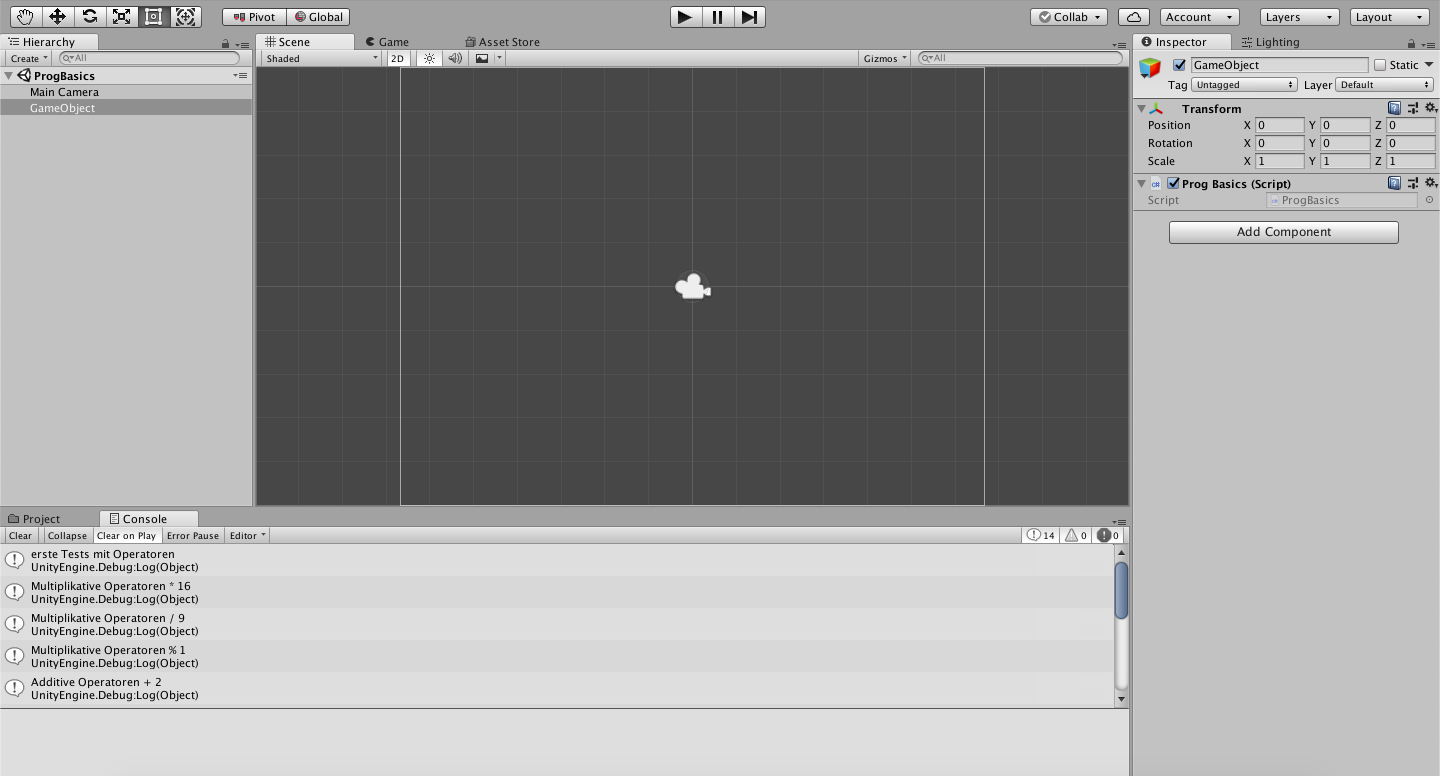 Pivot Global Collab Account Layers Layout
Hierarchy
Create All
ProgBasics
Main Camera
GameObject
Scene Game Asset Store
Shaded 2D Gizmos All
Inspector Lighting
GameObject Static
Tag Untagged Layer Default
Transform
Position X 0 Y 0 Z 0
Rotation X 0 Y 0 Z 0
Scale X 1 Y 1 Z 1
Prog Basics (Script)
Script ProgBasics
Add Component
Project Console
Clear Collapse Clear on Play Error Pause Editor 14 0 0
erste Tests mit Operatoren
UnityEngine.Debug:Log(Object)
Multiplikative Operatoren * 16
UnityEngine.Debug:Log(Object)
Multiplikative Operatoren / 9
UnityEngine.Debug:Log(Object)
Multiplikative Operatoren % 1
UnityEngine.Debug:Log(Object)
Additive Operatoren + 2
UnityEngine.Debug:Log(Object)